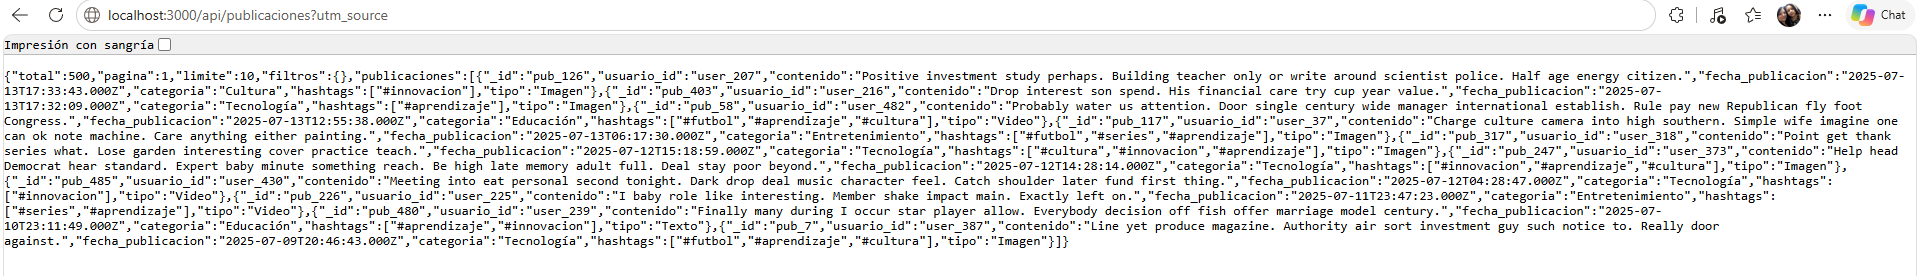 localhost:3000/api/publicaciones?utm_source
Chat
Impresión con sangría
{"total":500,"pagina":1,"limite":10,"filtros":{},"publicaciones":[{"_id":"pub_126","usuario_id":"user_207","contenido":"Positive investment study perhaps. Building teacher only or write around scientist police. Half age energy citizen.","fecha_publicacion":"2025-07-
13T17:33:43.000Z","categoria":"Cultura","hashtags":["#innovacion"],"tipo":"Imagen"},{"_id":"pub_403","usuario_id":"user_216","contenido":"Drop interest son spend. His financial care try cup year value.","fecha_publicacion":"2025-07-
13T17:32:09.000Z","categoria":"Tecnología","hashtags":["#aprendizaje"],"tipo":"Imagen"},{"_id":"pub_58","usuario_id":"user_482","contenido":"Probably water us attention. Door single century wide manager international establish. Rule pay new Republican fly foot
Congress.","fecha_publicacion":"2025-07-13T12:55:38.000Z","categoria":"Educación","hashtags":["#futbol","#aprendizaje","#cultura"],"tipo":"Video"},{"_id":"pub_117","usuario_id":"user_37","contenido":"Charge culture camera into high southern. Simple wife imagine one
can ok note machine. Care anything either painting.","fecha_publicacion":"2025-07-13T06:17:30.000Z","categoria":"Entretenimiento","hashtags":["#futbol","#series","#aprendizaje"],"tipo":"Imagen"},{"_id":"pub_317","usuario_id":"user_318","contenido":"Point get thank
series what. Lose garden interesting cover practice teach.","fecha_publicacion":"2025-07-12T15:18:59.000Z","categoria":"Tecnología","hashtags":["#cultura","#innovacion","#aprendizaje"],"tipo":"Imagen"},{"_id":"pub_247","usuario_id":"user_373","contenido":"Help head
Democrat hear standard. Expert baby minute something reach. Be high late memory adult full. Deal stay poor beyond.","fecha_publicacion":"2025-07-12T14:28:14.000Z","categoria":"Tecnología","hashtags":["#innovacion","#aprendizaje","#cultura"],"tipo":"Imagen"},
{"_id":"pub_485","usuario_id":"user_430","contenido":"Meeting into eat personal second tonight. Dark drop deal music character feel. Catch shoulder later fund first thing.","fecha_publicacion":"2025-07-12T04:28:47.000Z","categoria":"Tecnología","hashtags":
["#innovacion"],"tipo":"Video"},{"_id":"pub_226","usuario_id":"user_225","contenido":"I baby role like interesting. Member shake impact main. Exactly left on.","fecha_publicacion":"2025-07-11T23:47:23.000Z","categoria":"Entretenimiento","hashtags":
["#series","#aprendizaje"],"tipo":"Video"},{"_id":"pub_480","usuario_id":"user_239","contenido":"Finally many during I occur star player allow. Everybody decision off fish offer marriage model century.","fecha_publicacion":"2025-07-
10T23:11:49.000Z","categoria":"Educación","hashtags":["#aprendizaje","#innovacion"],"tipo":"Texto"},{"_id":"pub_7","usuario_id":"user_387","contenido":"Line yet produce magazine. Authority air sort investment guy such notice to. Really door
against.","fecha_publicacion":"2025-07-09T20:46:43.000Z","categoria":"Tecnología","hashtags":["#futbol","#aprendizaje","#cultura"],"tipo":"Imagen"}]}